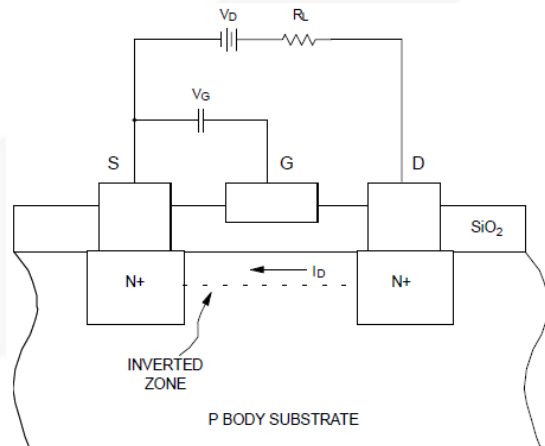 VD
RL
VG
S
G
D
SiO2
N+
ID
N+
INVERTED
ZONE
P BODY SUBSTRATE